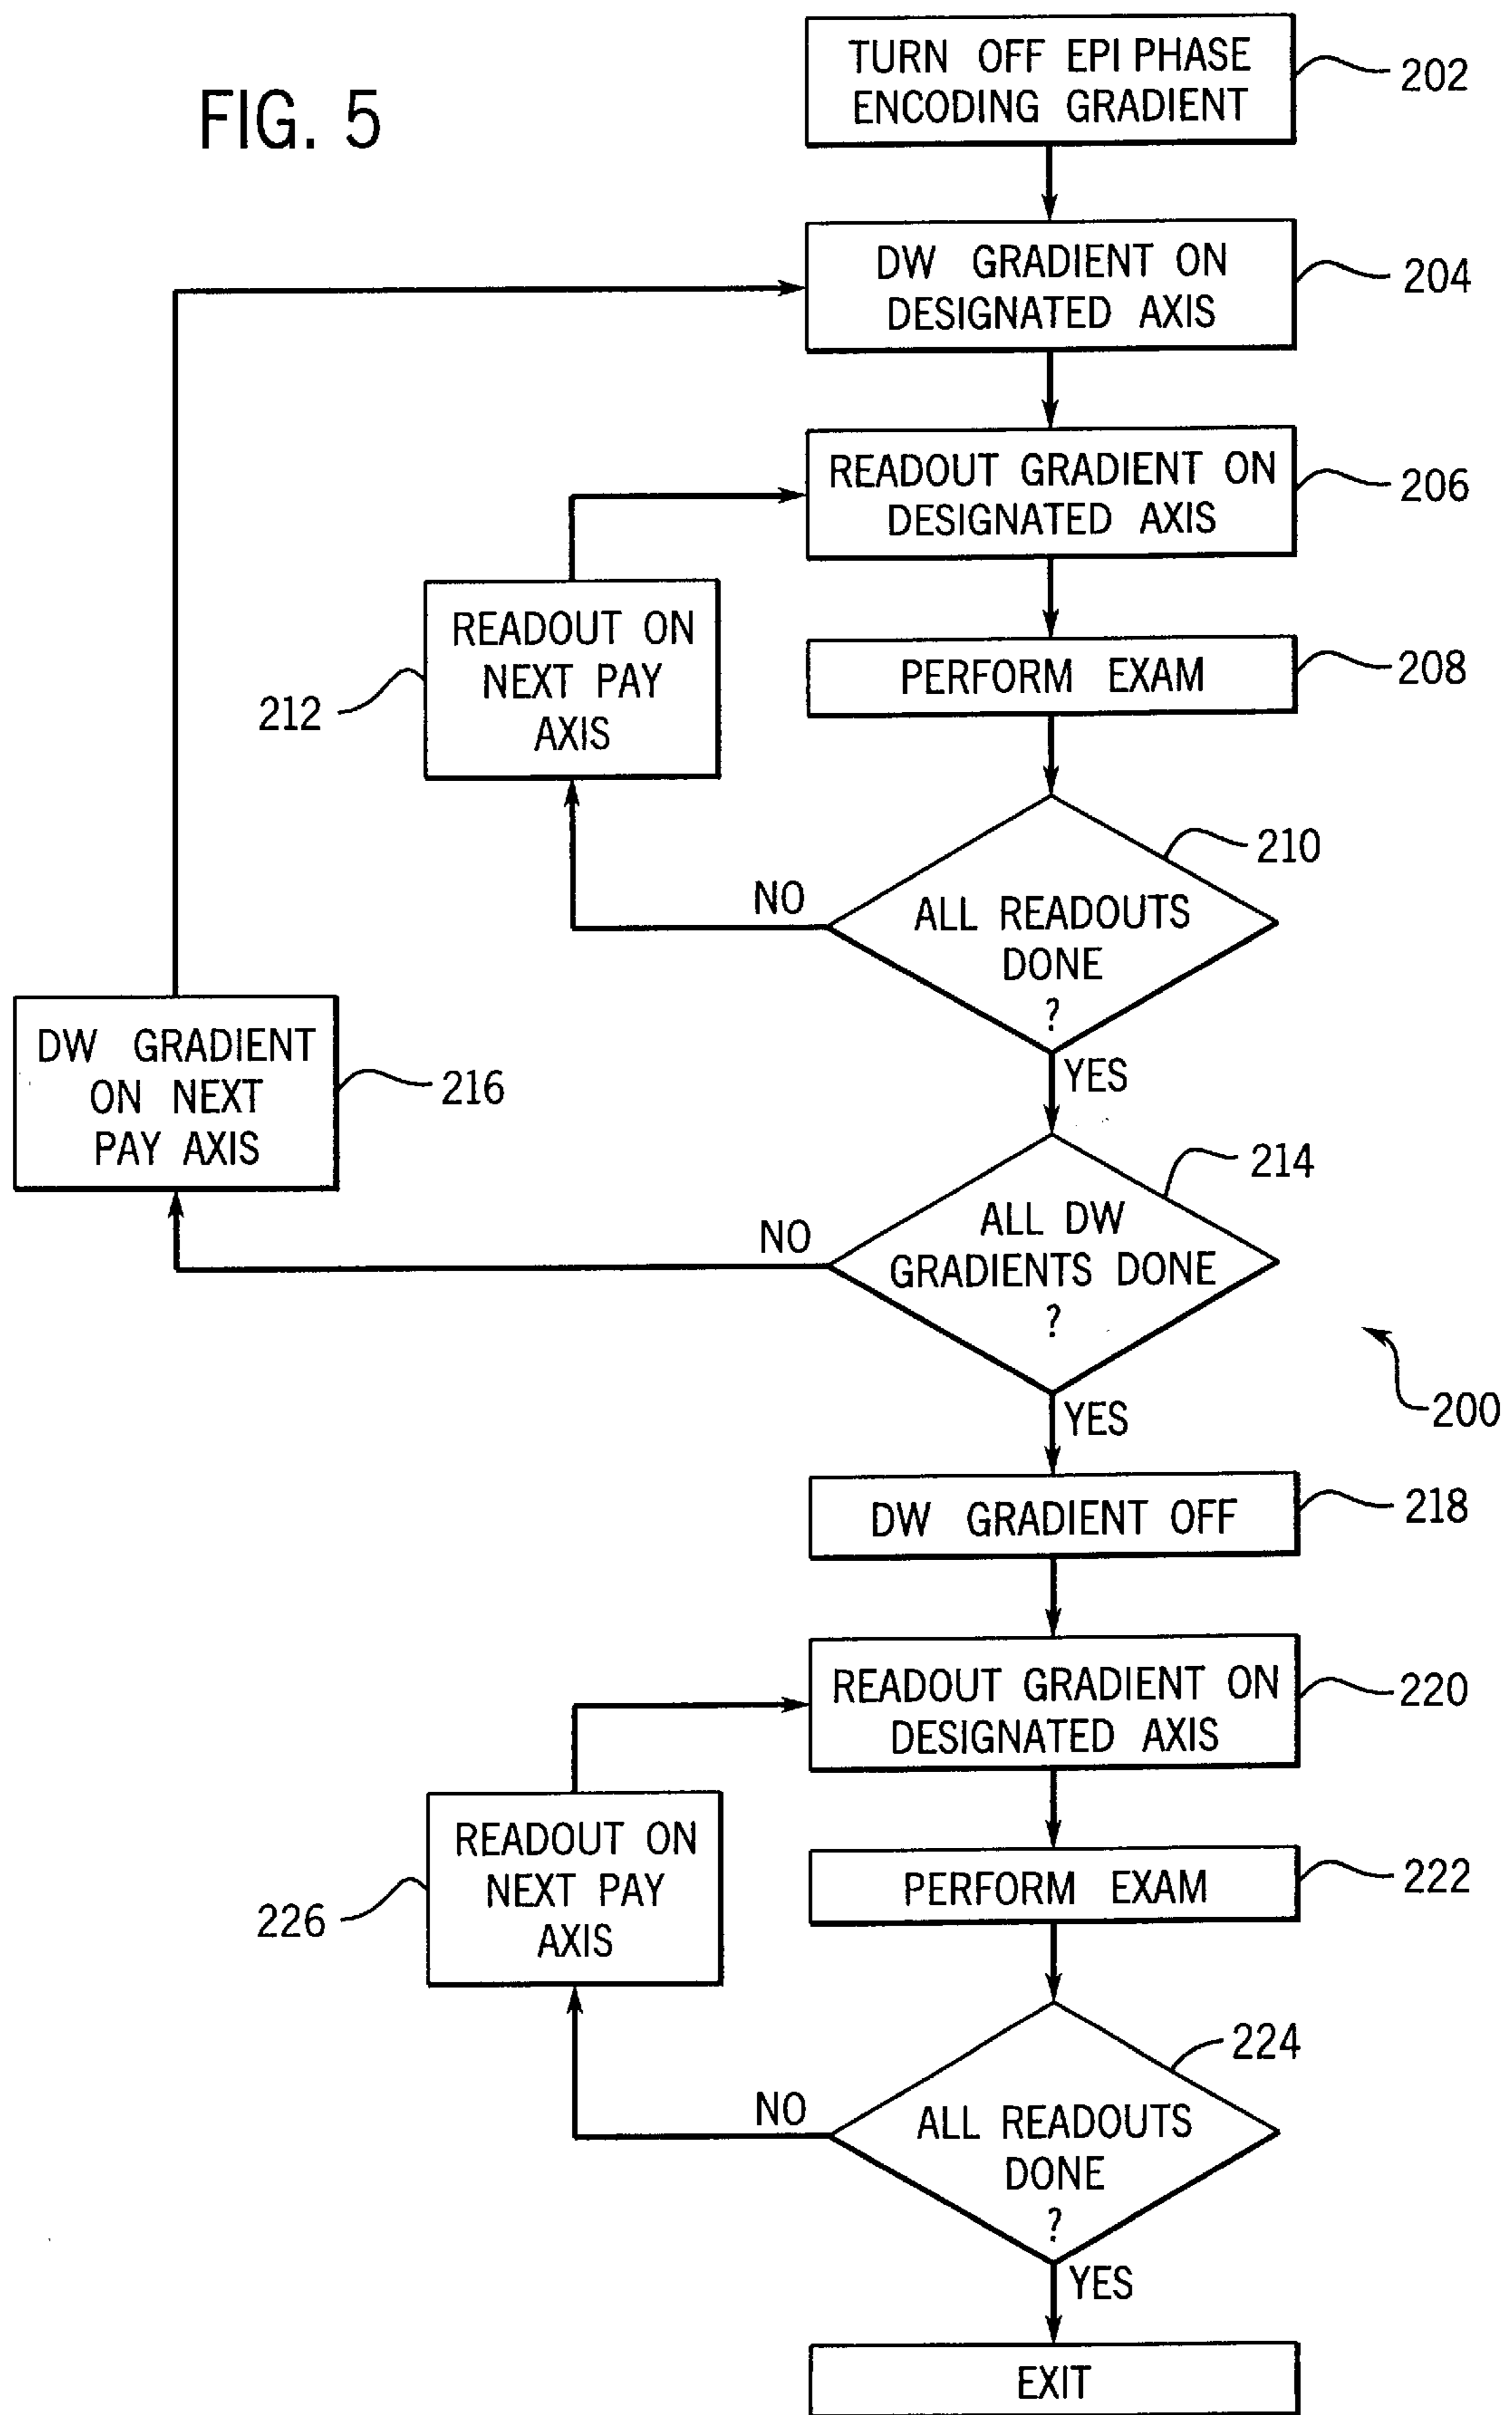 FIG. 5
TURN OFF EPI PHASE
ENCODING GRADIENT
202
DW GRADIENT ON
DESIGNATED AXIS
204
READOUT GRADIENT ON
DESIGNATED AXIS
206
READOUT ON
NEXT PAY
AXIS
212
PERFORM EXAM
208
210
ALL READOUTS
DONE
?
NO
YES
DW GRADIENT
ON NEXT
PAY AXIS
216
214
ALL DW
GRADIENTS DONE
?
NO
YES
200
DW GRADIENT OFF
218
READOUT GRADIENT ON
DESIGNATED AXIS
220
READOUT ON
NEXT PAY
AXIS
226
PERFORM EXAM
222
224
ALL READOUTS
DONE
?
NO
YES
EXIT